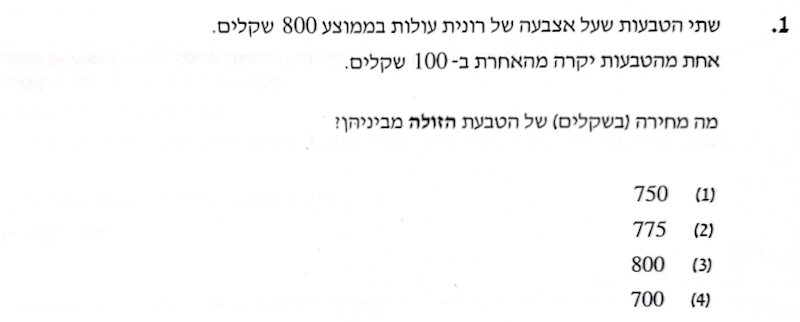 1. שתי הטבעות שעל אצבעה של רונית עולות בממוצע 800 שקלים.
אחת מהטבעות יקרה מהאחרת ב-100 שקלים.
מה מחירה (בשקלים) של הטבעת הזולה מביניהן?
(1) 750
(2) 775
(3) 800
(4) 700